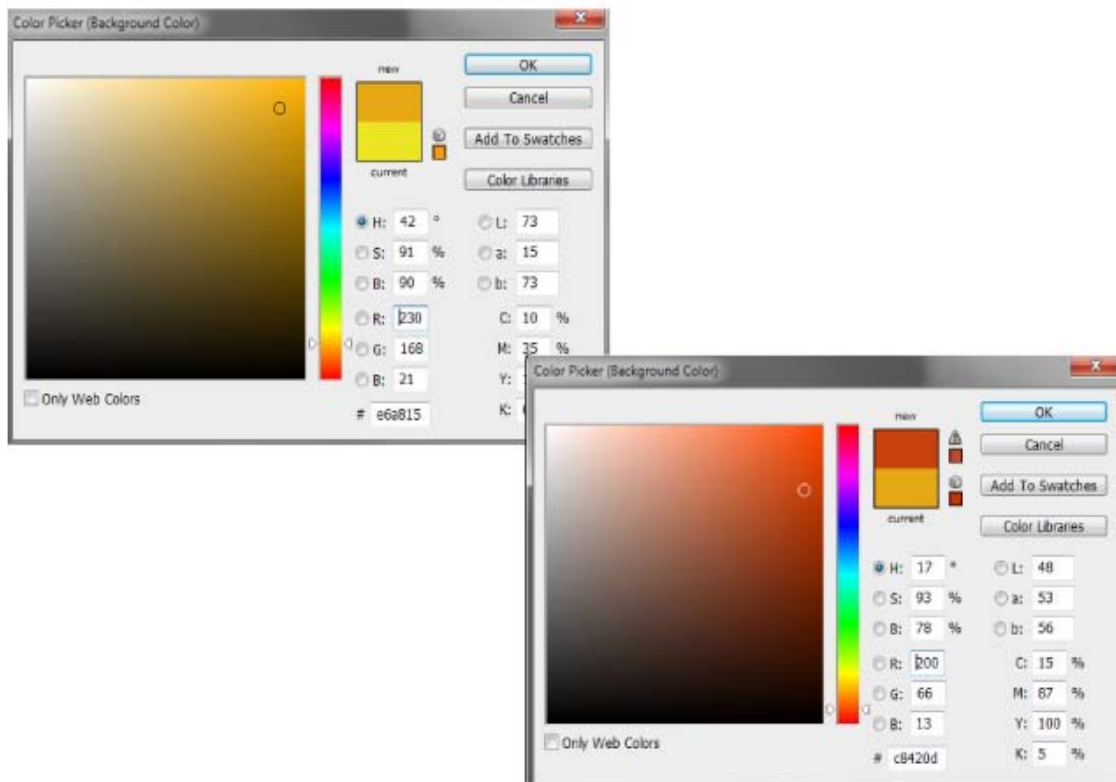 Color Picker (Background Color)
new
current
OK
Cancel
Add To Swatches
Color Libraries
H: 42 °
S: 91 %
B: 90 %
R: 230
G: 168
B: 21
# e6a815
L: 73
a: 15
b: 73
C: 10 %
M: 35 %
Y:
K:
Only Web Colors
Color Picker (Background Color)
new
current
OK
Cancel
Add To Swatches
Color Libraries
H: 17 °
S: 93 %
B: 78 %
R: 200
G: 66
B: 13
# c8420d
L: 48
a: 53
b: 56
C: 15 %
M: 87 %
Y: 100 %
K: 5 %
Only Web Colors